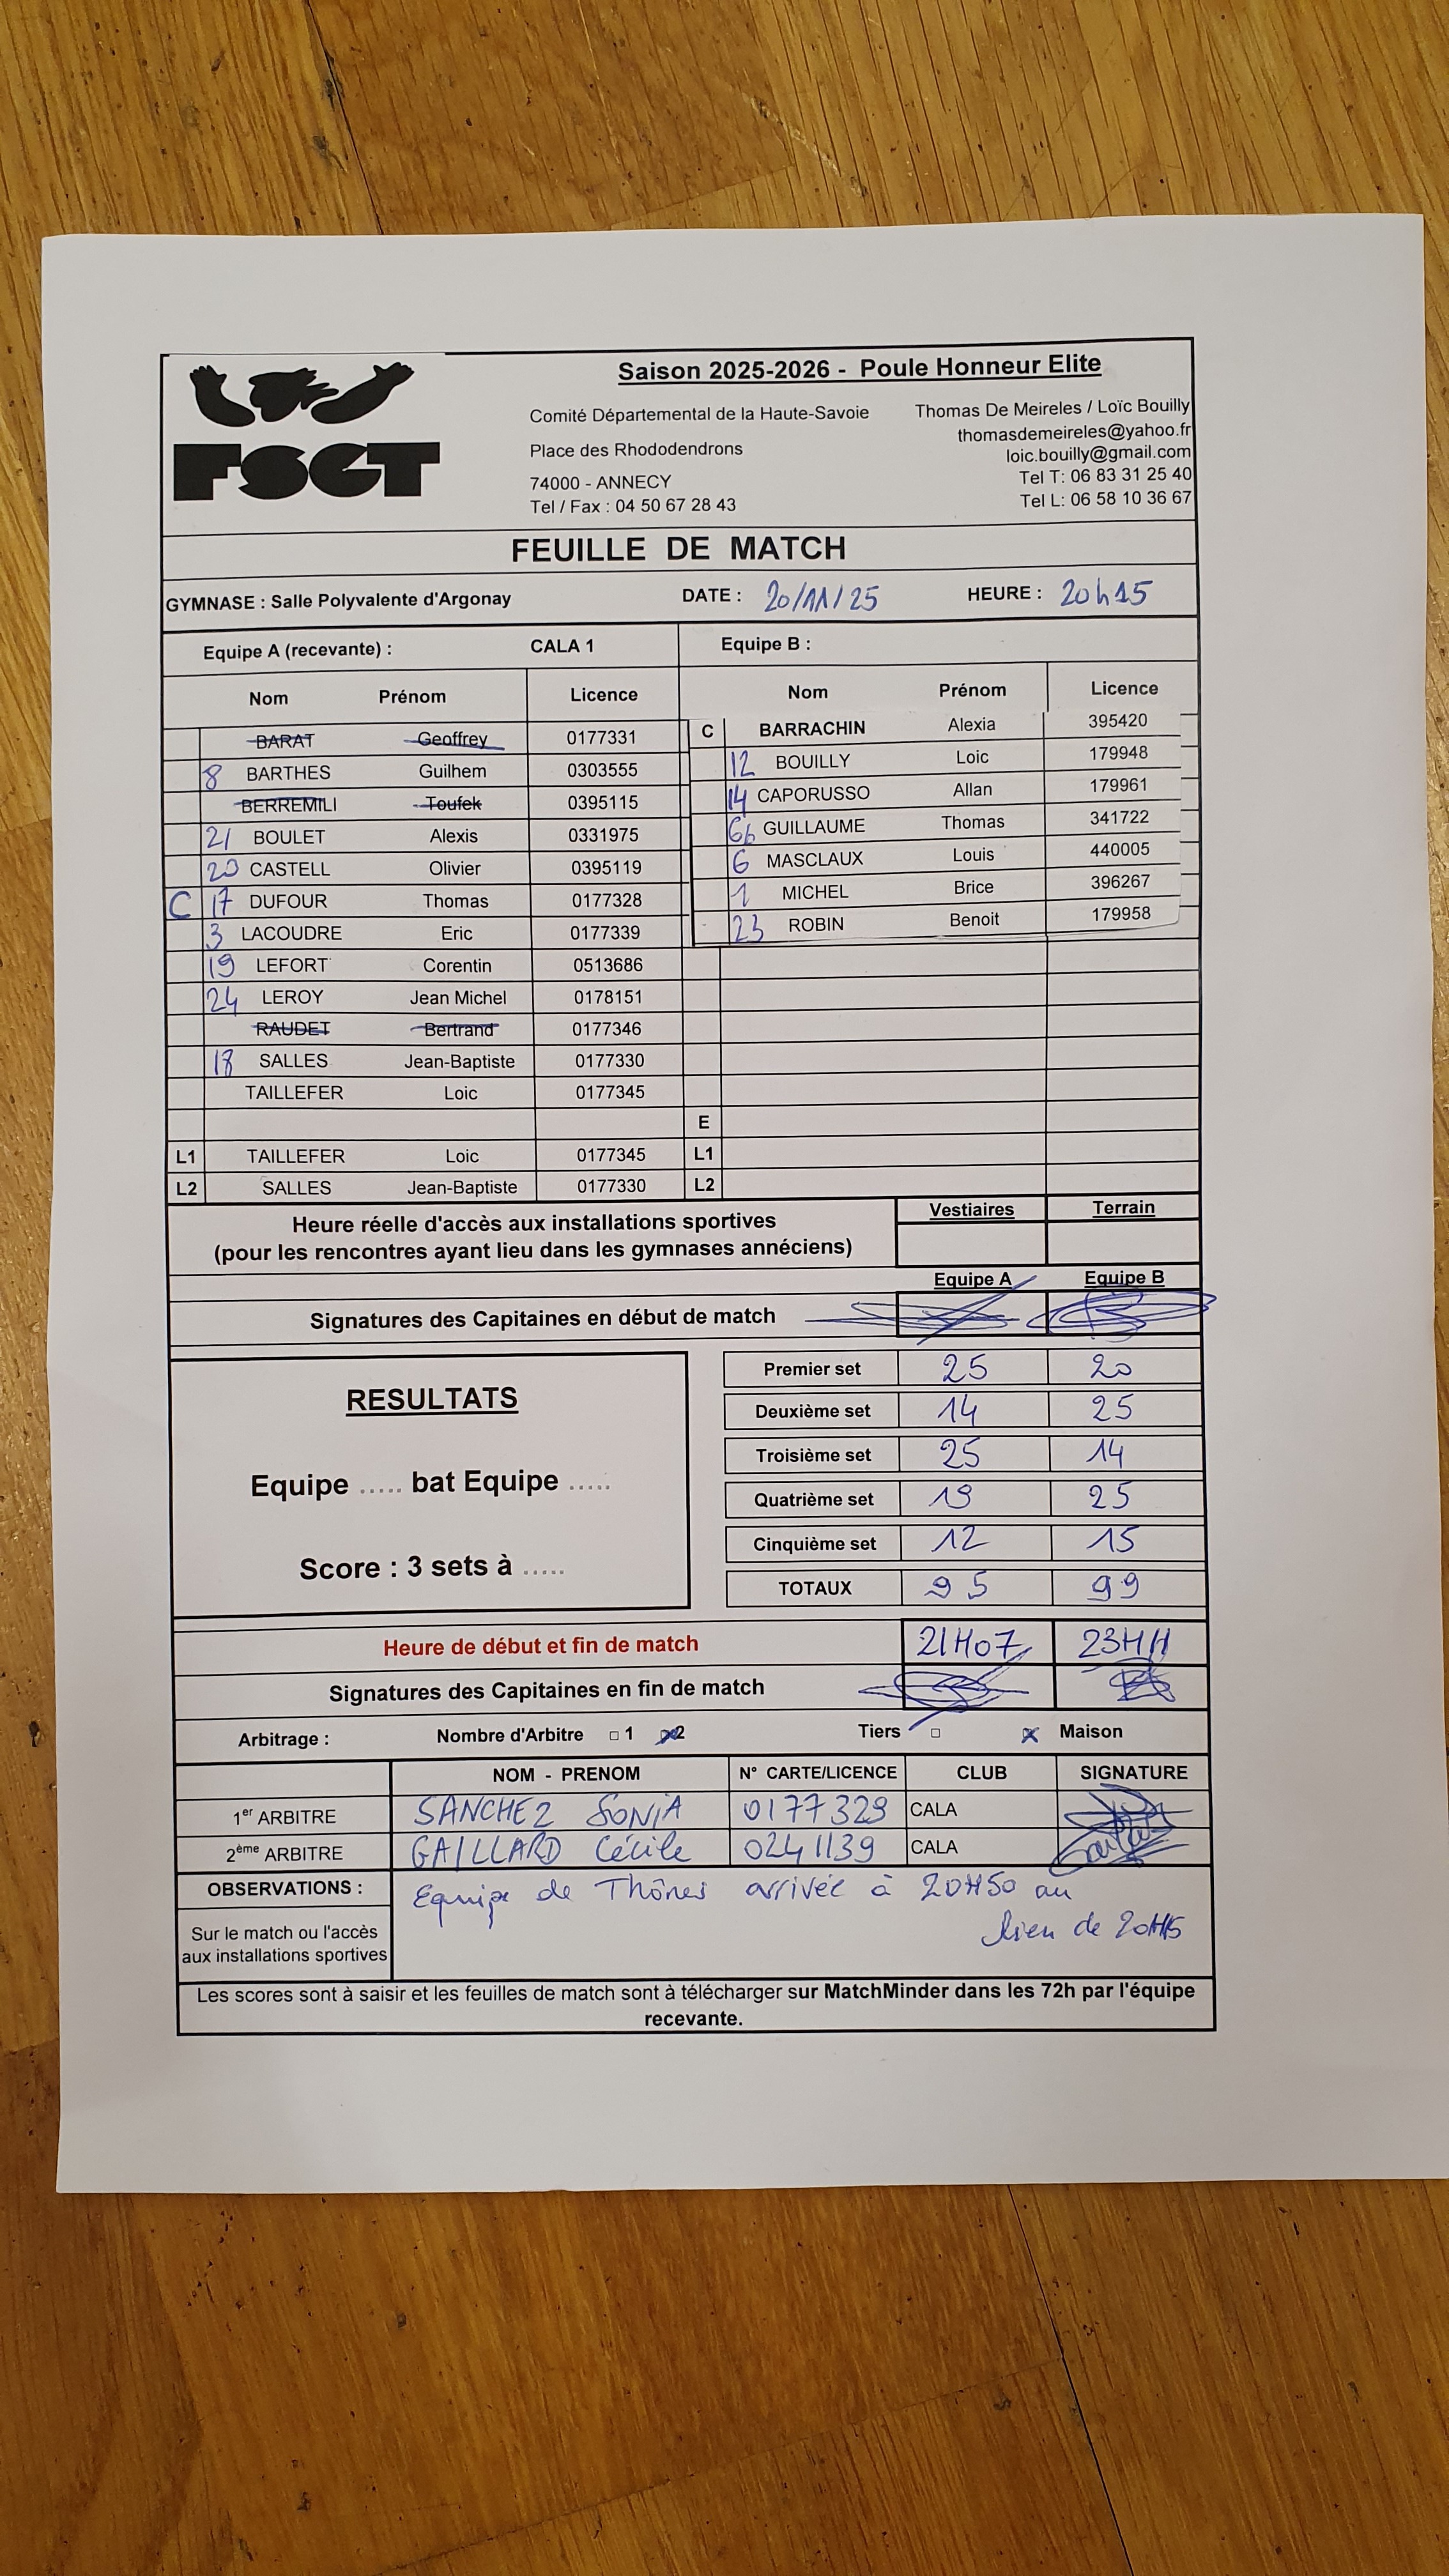 FSGT
Saison 2025-2026 - Poule Honneur Elite
Comité Départemental de la Haute-Savoie
Place des Rhododendrons
74000 - ANNECY
Tel / Fax : 04 50 67 28 43
Thomas De Meireles / Loïc Bouilly
thomasdemeireles@yahoo.fr
loic.bouilly@gmail.com
Tel T: 06 83 31 25 40
Tel L: 06 58 10 36 67
FEUILLE DE MATCH
GYMNASE : Salle Polyvalente d'Argonay DATE : 20/11/25 HEURE : 20h15
Equipe A (recevante) : CALA 1 Equipe B :
Nom Prénom Licence Nom Prénom Licence
BARAT Geoffrey 0177331 C BARRACHIN Alexia 395420
8 BARTHES Guilhem 0303555 12 BOUILLY Loic 179948
BERREMILI Toufek 0395115 14 CAPORUSSO Allan 179961
21 BOULET Alexis 0331975 66 GUILLAUME Thomas 341722
20 CASTELL Olivier 0395119 6 MASCLAUX Louis 440005
C 17 DUFOUR Thomas 0177328 1 MICHEL Brice 396267
3 LACOUDRE Eric 0177339 23 ROBIN Benoit 179958
19 LEFORT Corentin 0513686
24 LEROY Jean Michel 0178151
RAUDET Bertrand 0177346
18 SALLES Jean-Baptiste 0177330
TAILLEFER Loic 0177345
E
L1 TAILLEFER Loic 0177345 L1
L2 SALLES Jean-Baptiste 0177330 L2
Heure réelle d'accès aux installations sportives
(pour les rencontres ayant lieu dans les gymnases annéciens)
Vestiaires Terrain
Equipe A Equipe B
Signatures des Capitaines en début de match
RESULTATS
Equipe ..... bat Equipe .....
Score : 3 sets à .....
Premier set 25 20
Deuxième set 14 25
Troisième set 25 14
Quatrième set 19 25
Cinquième set 12 15
TOTAUX 95 99
Heure de début et fin de match 21H07 23H11
Signatures des Capitaines en fin de match
Arbitrage : Nombre d'Arbitre 1 2 Tiers Maison
NOM - PRENOM N° CARTE/LICENCE CLUB SIGNATURE
1er ARBITRE SANCHEZ SONIA 0177329 CALA
2ème ARBITRE GAILLARD Cécile 0241139 CALA
OBSERVATIONS :
Sur le match ou l'accès
aux installations sportives
Equipe de Thônes arrivée à 20H50 au
lieu de 20H15
Les scores sont à saisir et les feuilles de match sont à télécharger sur MatchMinder dans les 72h par l'équipe
recevante.